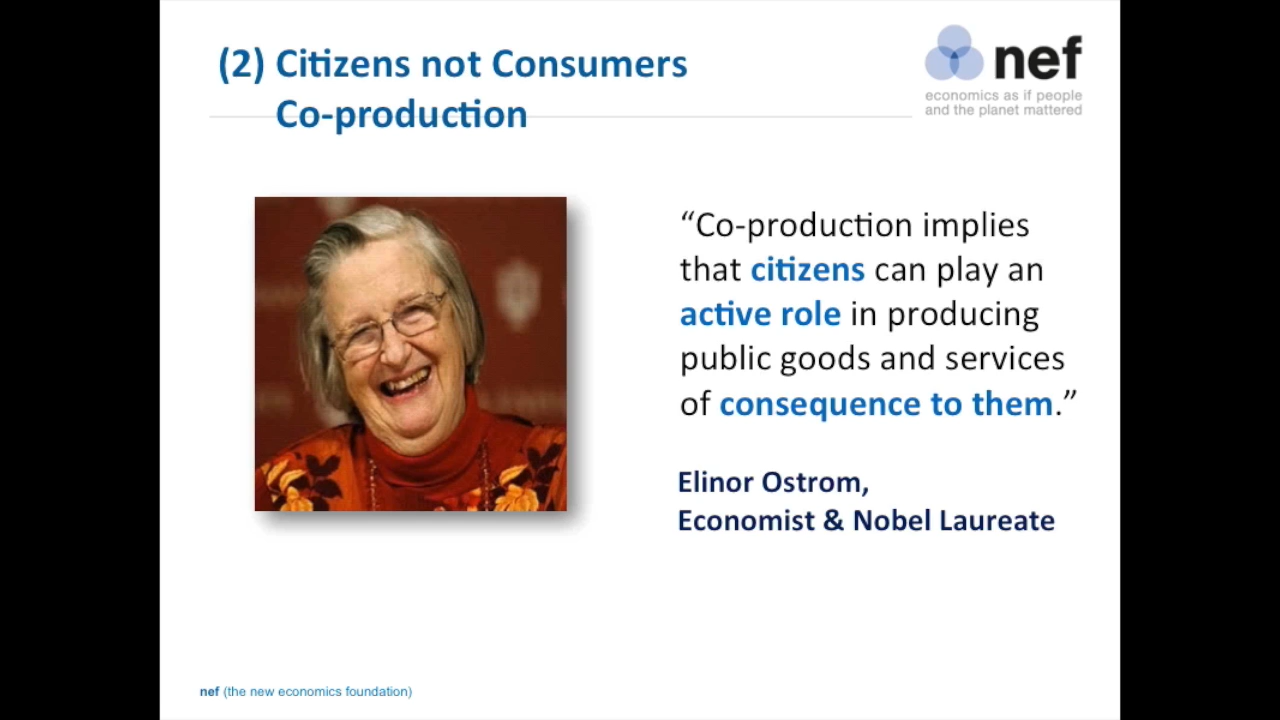 (2) Citizens not Consumers
Co-production
nef
economics as if people
and the planet mattered
“Co-production implies
that citizens can play an
active role in producing
public goods and services
of consequence to them.”
Elinor Ostrom,
Economist & Nobel Laureate
nef (the new economics foundation)